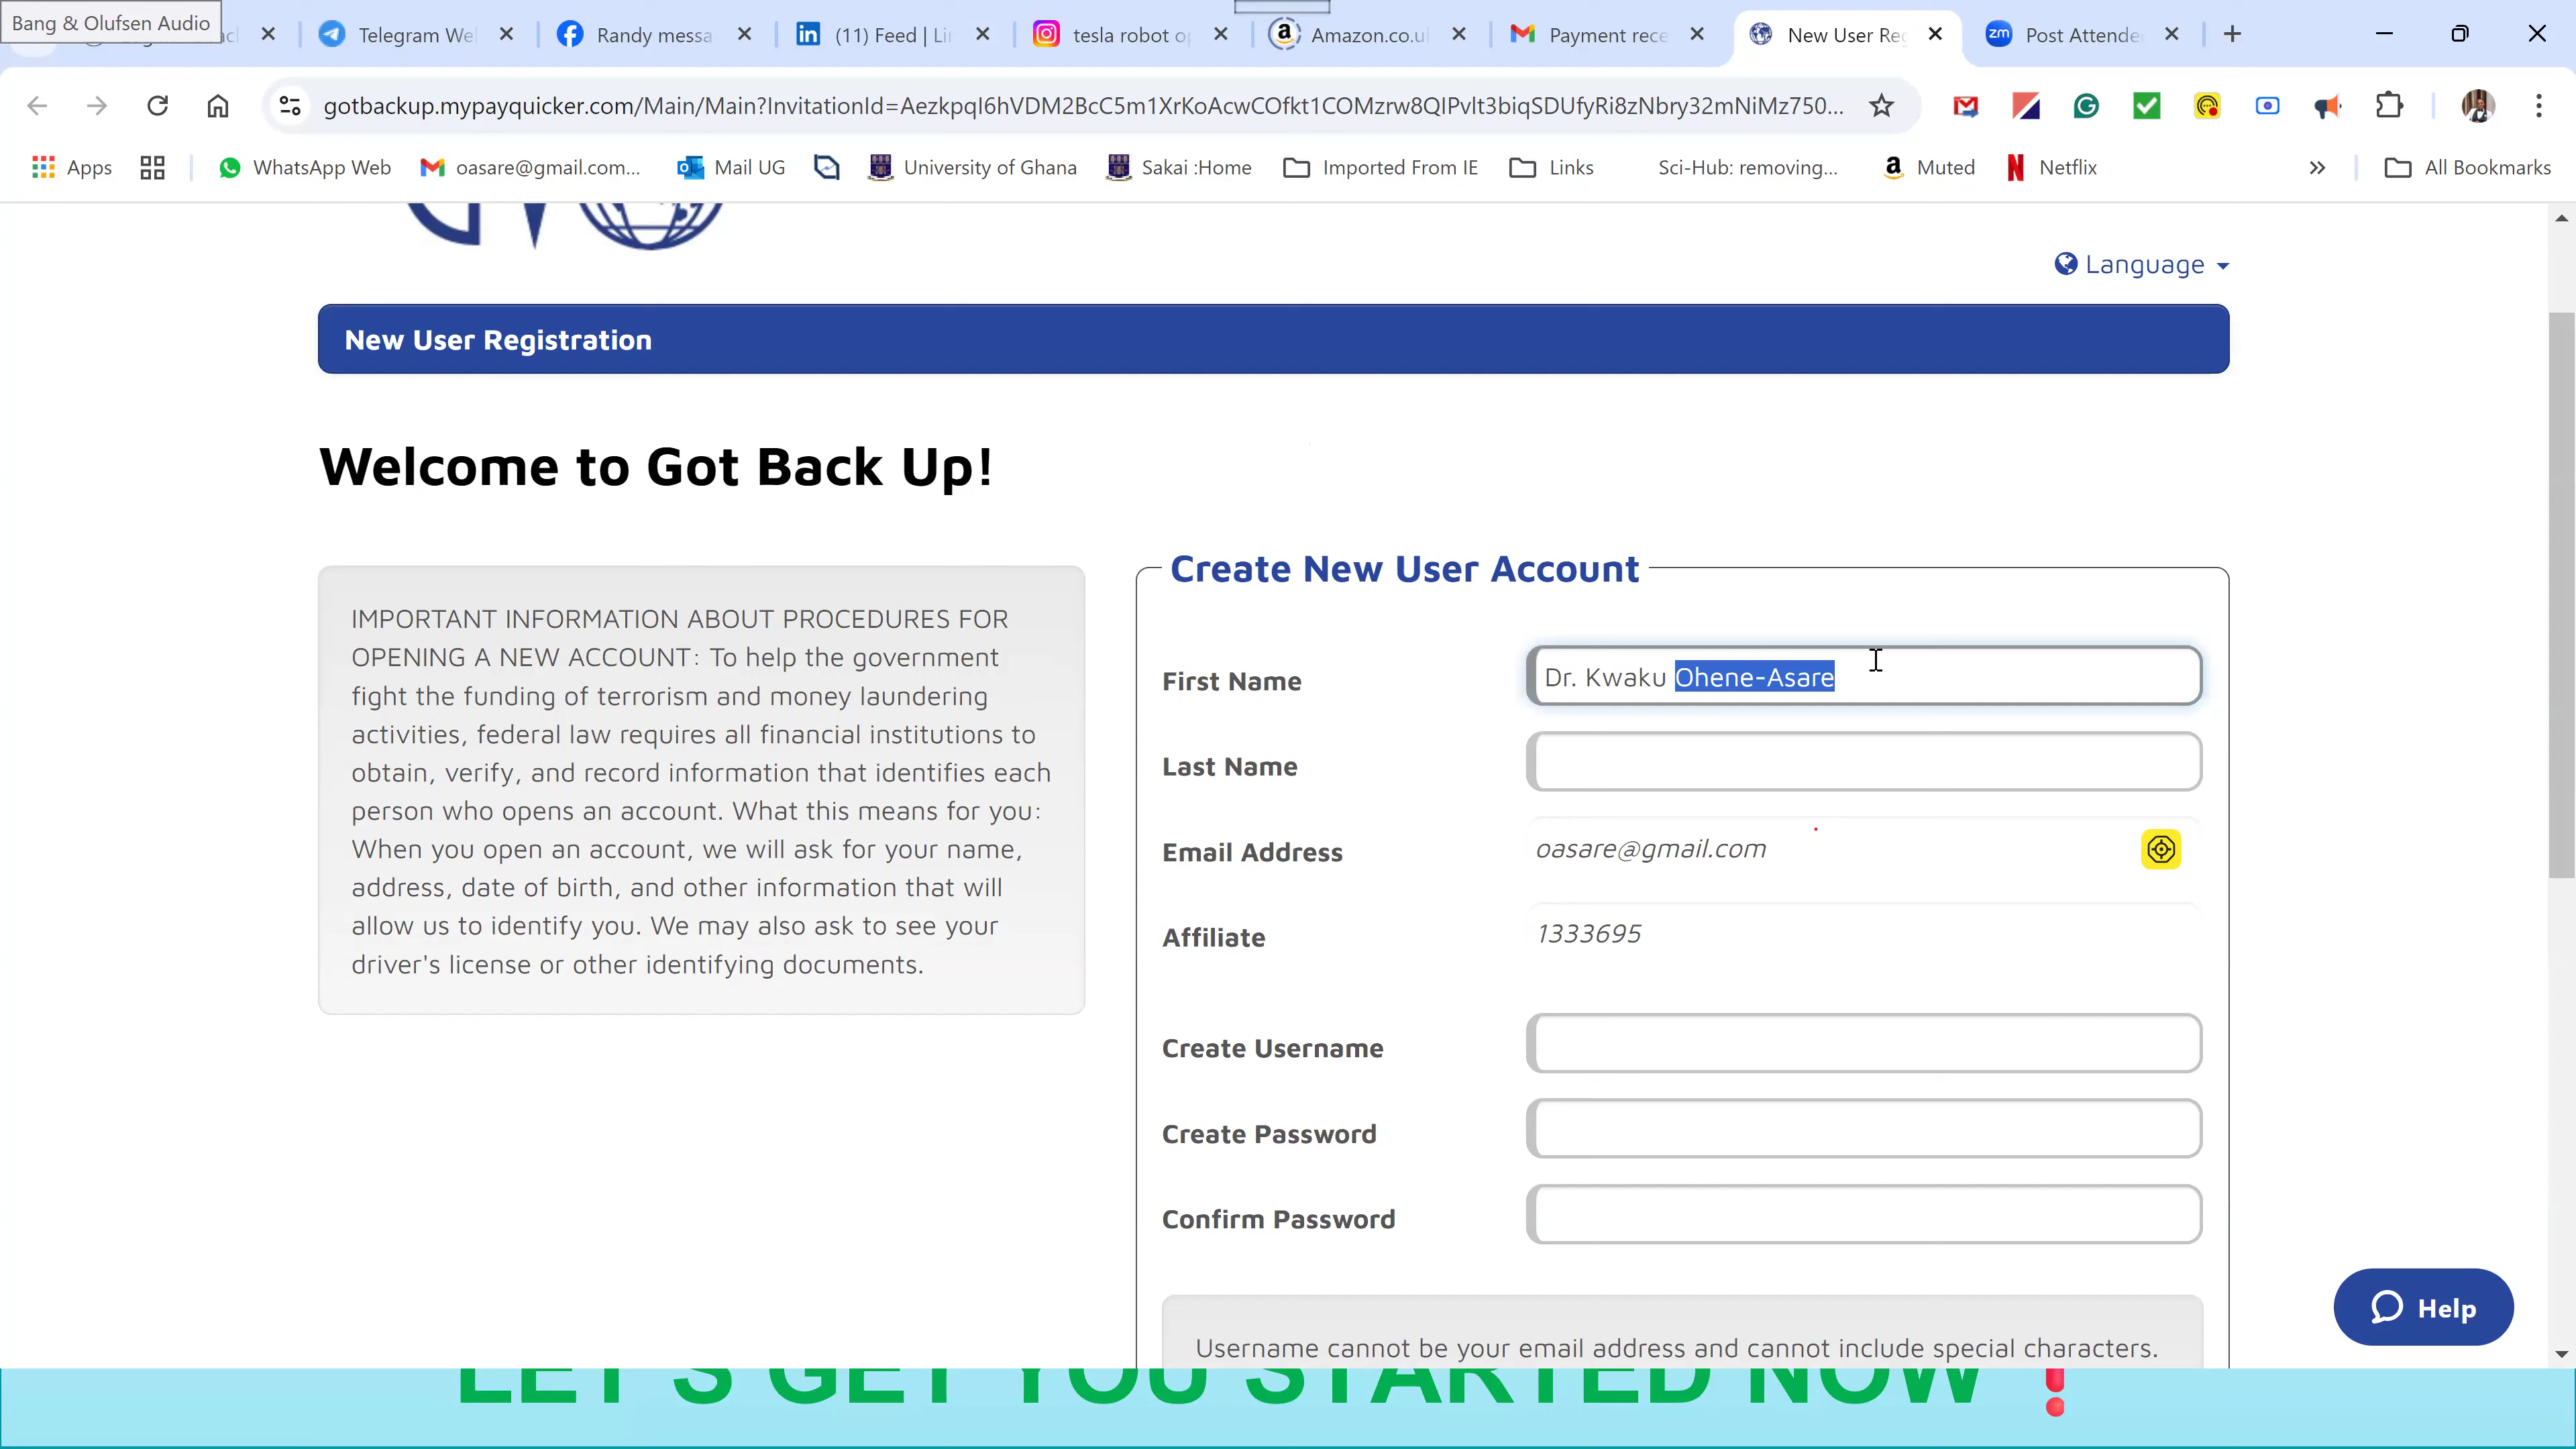 Bang & Olufsen Audio
Telegram We
Randy messa
(11) Feed | Li
tesla robot o
Amazon.co.u
Payment rece
New User Re
zm
Post Attende
gotbackup.mypayquicker.com/Main/Main?InvitationId=AezkpqI6hVDM2BcC5m1XrKoAcwCOfkt1COMzrw8QIPvlt3biqSDUfyRi8zNbry32mNiMz750...
Apps
WhatsApp Web
oasare@gmail.com...
Mail UG
University of Ghana
Sakai :Home
Imported From IE
Links
Sci-Hub: removing...
Muted
Netflix
All Bookmarks
Language
New User Registration
Welcome to Got Back Up!
IMPORTANT INFORMATION ABOUT PROCEDURES FOR
OPENING A NEW ACCOUNT: To help the government
fight the funding of terrorism and money laundering
activities, federal law requires all financial institutions to
obtain, verify, and record information that identifies each
person who opens an account. What this means for you:
When you open an account, we will ask for your name,
address, date of birth, and other information that will
allow us to identify you. We may also ask to see your
driver's license or other identifying documents.
Create New User Account
First Name
Dr. Kwaku Ohene-Asare
Last Name
Email Address
oasare@gmail.com
Affiliate
1333695
Create Username
Create Password
Confirm Password
Username cannot be your email address and cannot include special characters.
Help
LET'S GET YOU STARTED NOW❗